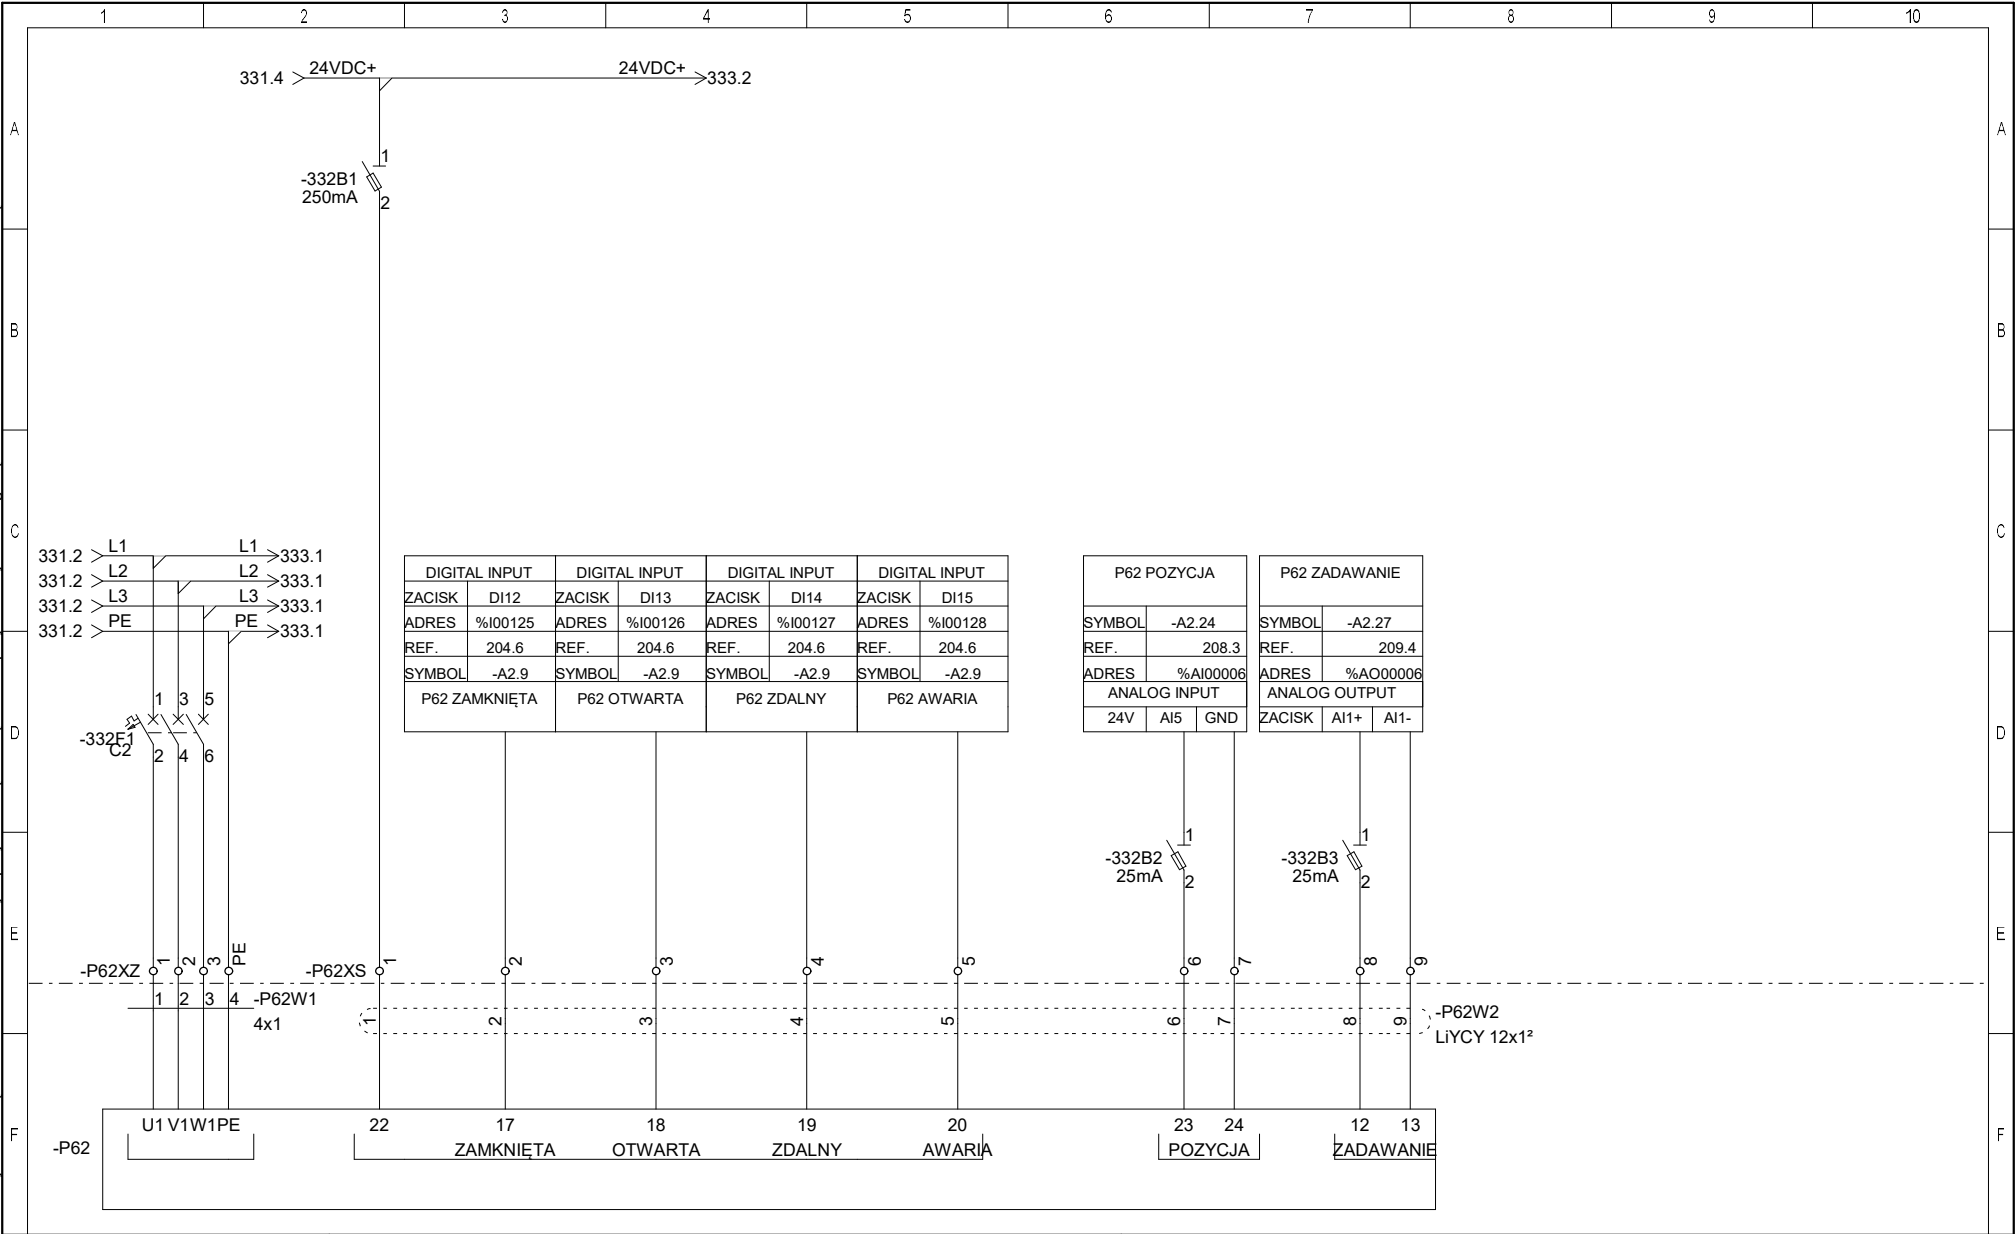 1 2 3 4 5 6 7 8 9 10
331.4 24VDC+ 24VDC+ 333.2
A A
1
-332B1
250mA
2
B B
C C
331.2 L1 L1 333.1
331.2 L2 L2 333.1
331.2 L3 L3 333.1
331.2 PE PE 333.1
DIGITAL INPUT DIGITAL INPUT DIGITAL INPUT DIGITAL INPUT
ZACISK DI12 ZACISK DI13 ZACISK DI14 ZACISK DI15
ADRES %I00125 ADRES %I00126 ADRES %I00127 ADRES %I00128
REF. 204.6 REF. 204.6 REF. 204.6 REF. 204.6
SYMBOL -A2.9 SYMBOL -A2.9 SYMBOL -A2.9 SYMBOL -A2.9
P62 ZAMKNIĘTA P62 OTWARTA P62 ZDALNY P62 AWARIA
P62 POZYCJA
SYMBOL -A2.24
REF. 208.3
ADRES %AI00006
ANALOG INPUT
24V AI5 GND
P62 ZADAWANIE
SYMBOL -A2.27
REF. 209.4
ADRES %AO00006
ANALOG OUTPUT
ZACISK AI1+ AI1-
D D
1 3 5
-332F1
C2
2 4 6
1
-332B2
25mA
2
1
-332B3
25mA
2
E E
-P62XZ 1 2 3 PE
-P62XS 1 2 3 4 5 6 7 8 9
1 2 3 4 -P62W1
4x1
1 2 3 4 5 6 7 8 9 -P62W2
LiYCY 12x1²
F F
-P62
U1 V1 W1 PE 22 17 18 19 20 23 24 12 13
ZAMKNIĘTA OTWARTA ZDALNY AWARIA POZYCJA ZADAWANIE